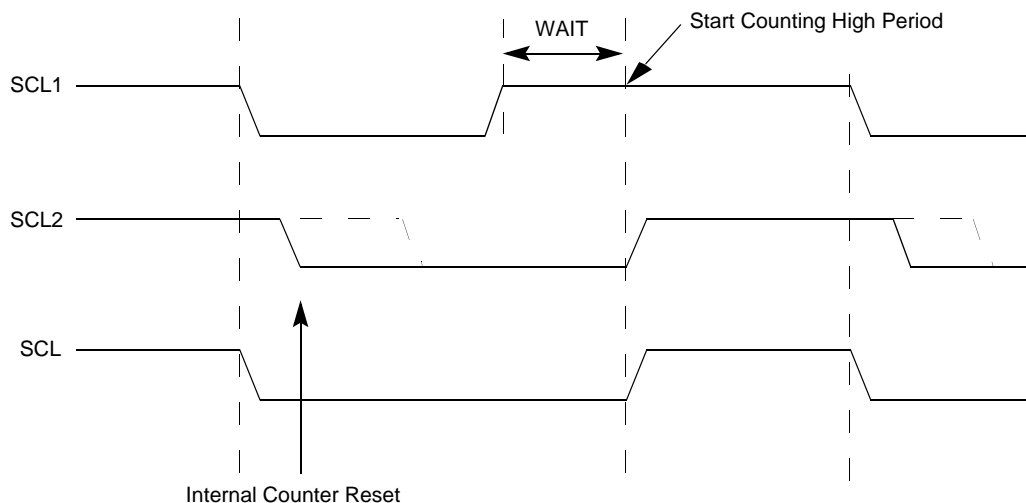 Start Counting High Period
WAIT
SCL1
SCL2
SCL
Internal Counter Reset